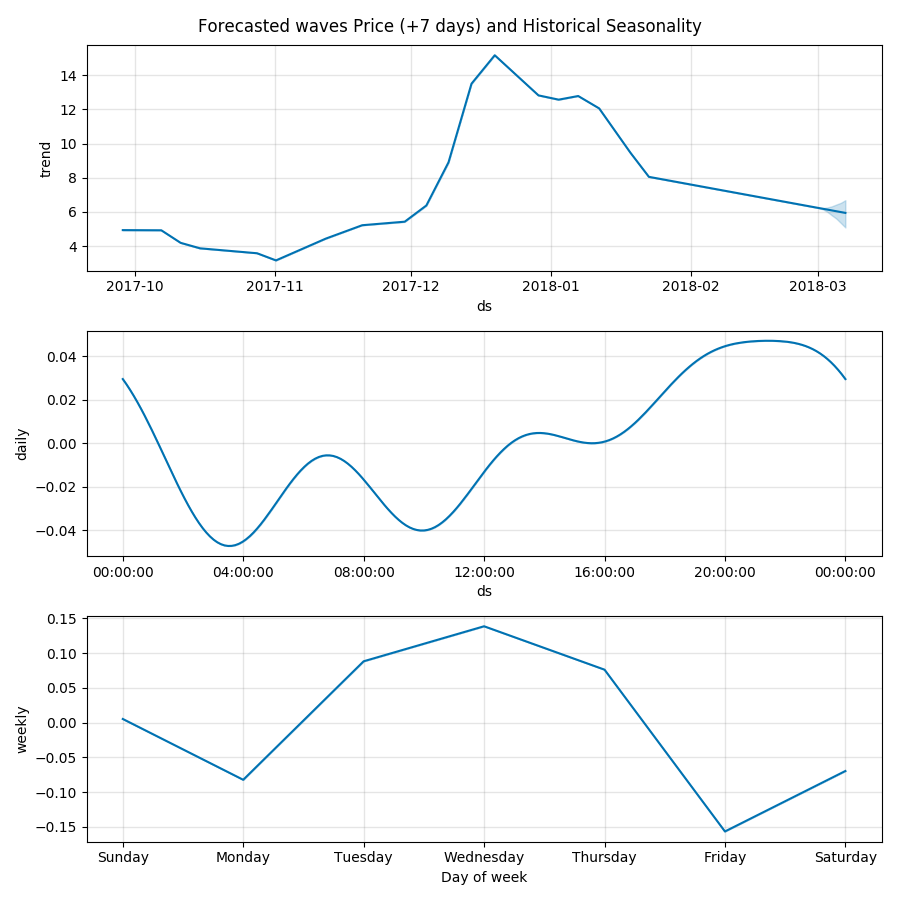 Forecasted waves Price (+7 days) and Historical Seasonality
14
12
10
8
6
4
trend
2017-10 2017-11 2017-12 2018-01 2018-02 2018-03
ds
0.04
0.02
0.00
−0.02
−0.04
daily
00:00:00 04:00:00 08:00:00 12:00:00 16:00:00 20:00:00 00:00:00
ds
0.15
0.10
0.05
0.00
−0.05
−0.10
−0.15
weekly
Sunday Monday Tuesday Wednesday Thursday Friday Saturday
Day of week